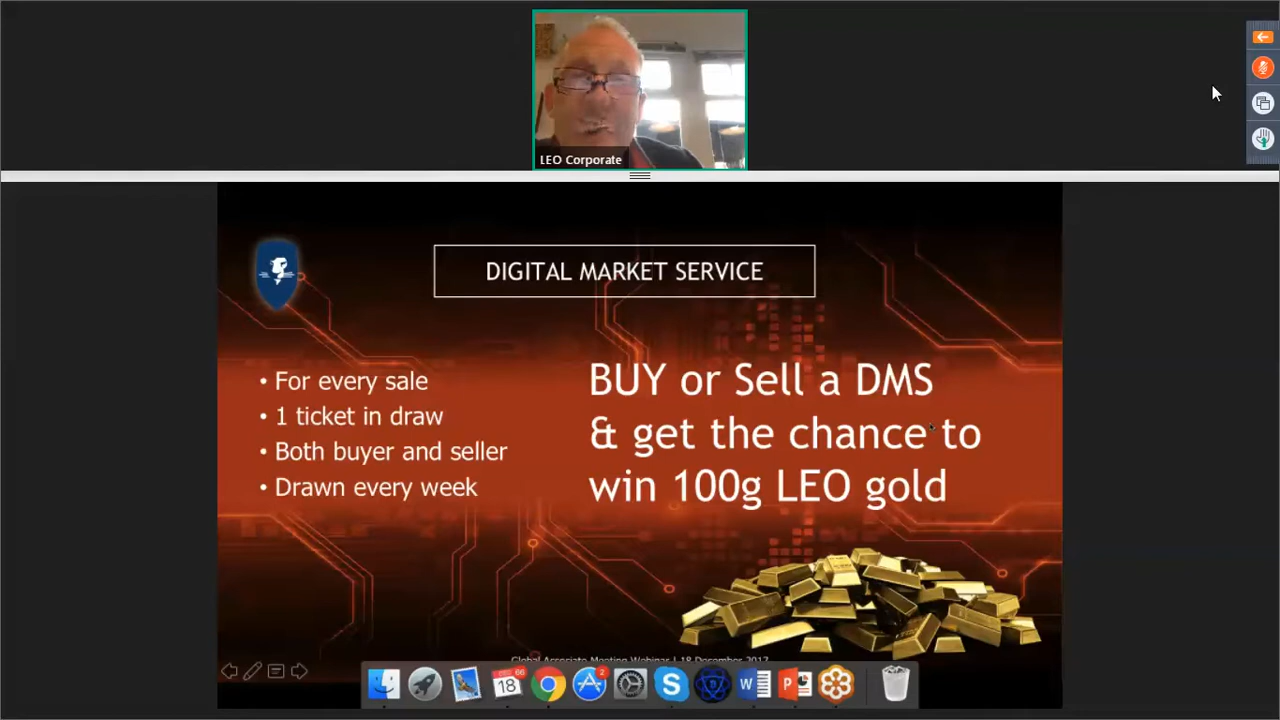 LEO Corporate
DIGITAL MARKET SERVICE
• For every sale
• 1 ticket in draw
• Both buyer and seller
• Drawn every week
BUY or Sell a DMS
& get the chance to
win 100g LEO gold
Global Associate Meeting Webinar | 18 December 2017
66
18
2
W
P